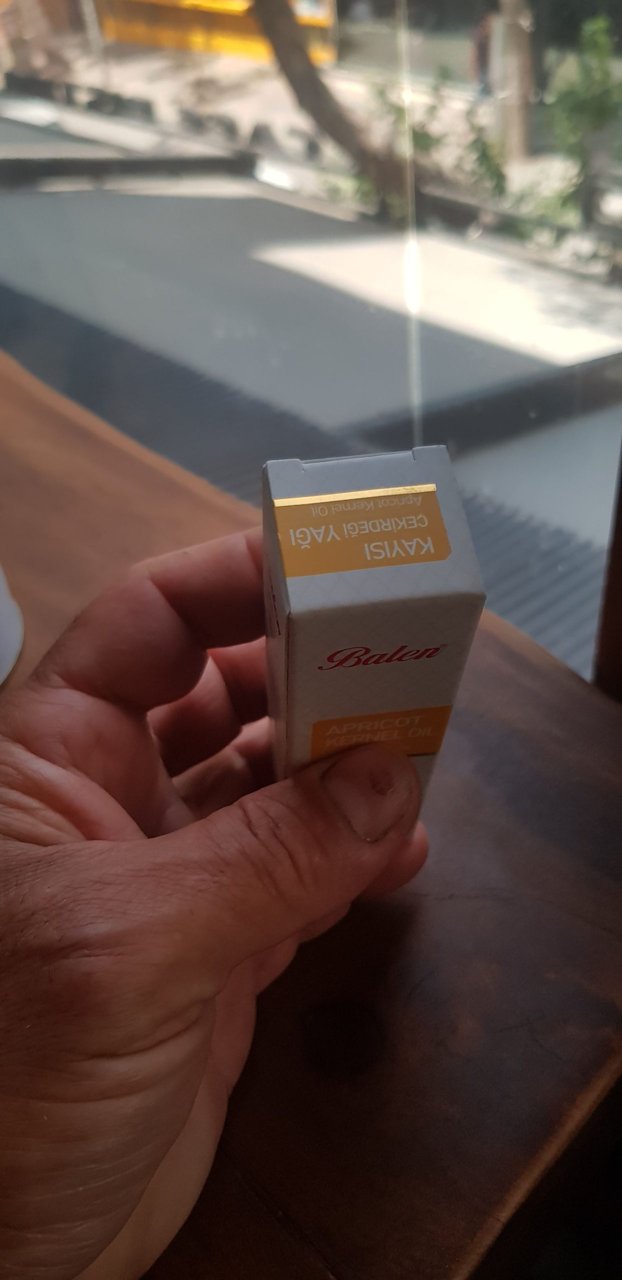 KAYISI
ÇEKİRDEĞİ YAĞI
Apricot Kernel Oil
Balen
APRICOT
KERNEL OIL